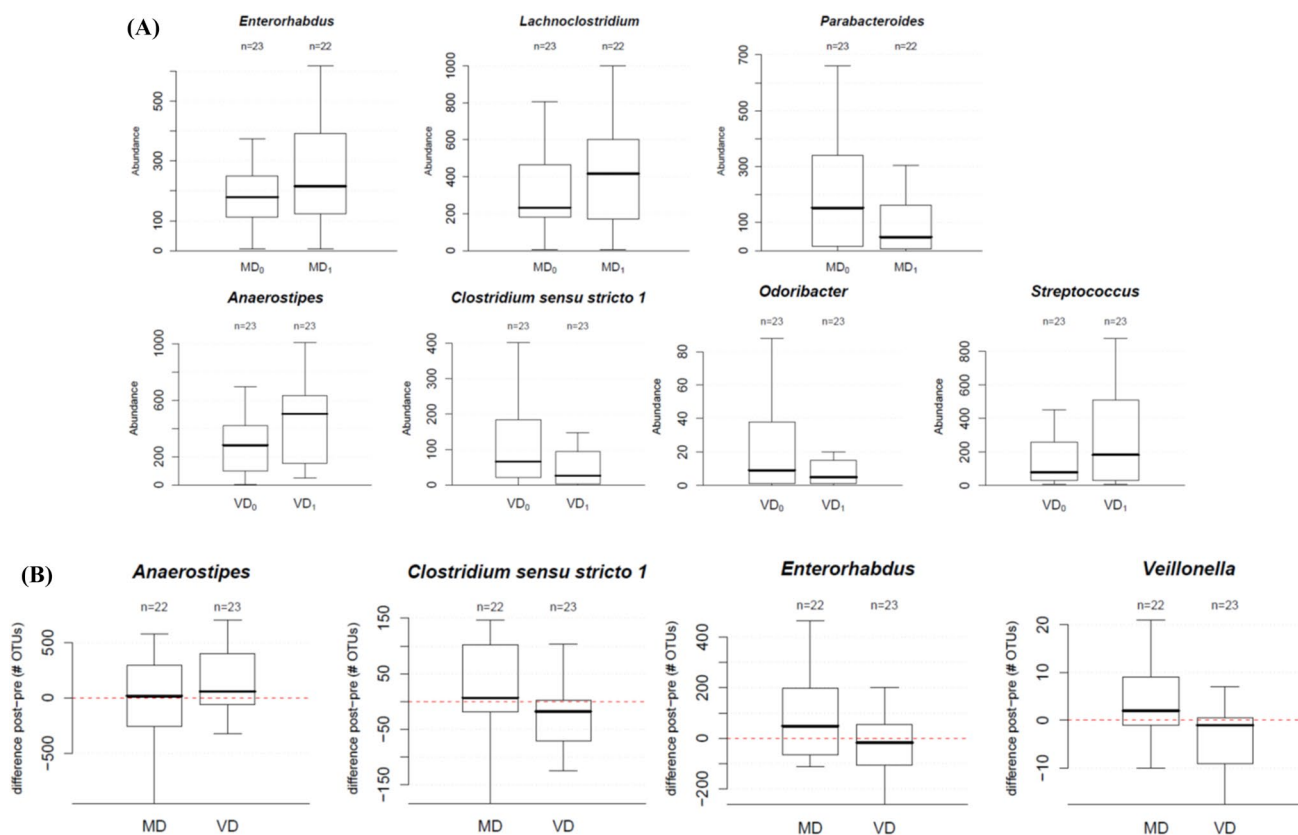 (A)
Enterorhabdus
n=23 n=22
Abundance
0 100 300 500
MD₀ MD₁
Lachnoclostridium
n=23 n=22
Abundance
0 200 400 600 800 1000
MD₀ MD₁
Parabacteroides
n=23 n=22
Abundance
0 100 300 500 700
MD₀ MD₁
Anaerostipes
n=23 n=23
Abundance
0 200 600 1000
VD₀ VD₁
Clostridium sensu stricto 1
n=23 n=23
Abundance
0 100 200 300 400
VD₀ VD₁
Odoribacter
n=23 n=23
Abundance
0 20 40 60 80
VD₀ VD₁
Streptococcus
n=23 n=23
Abundance
0 200 400 600 800
VD₀ VD₁
(B)
Anaerostipes
n=22 n=23
difference post-pre (# OTUs)
−500 0 500
MD VD
Clostridium sensu stricto 1
n=22 n=23
difference post-pre (# OTUs)
−150 −50 0 50 150
MD VD
Enterorhabdus
n=22 n=23
difference post-pre (# OTUs)
−200 0 200 400
MD VD
Veillonella
n=22 n=23
difference post-pre (# OTUs)
−10 0 10 20
MD VD